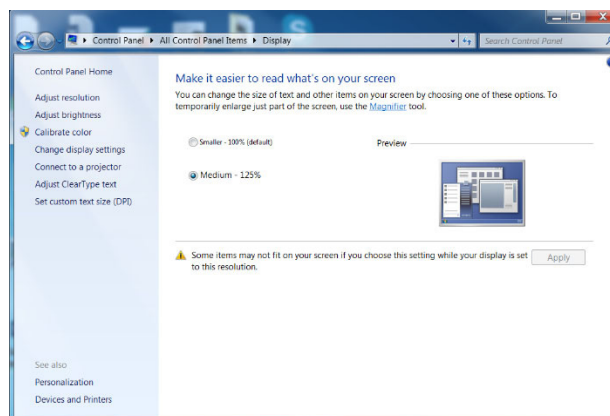 Control Panel ▸ All Control Panel Items ▸ Display
Search Control Panel
Control Panel Home
Adjust resolution
Adjust brightness
Calibrate color
Change display settings
Connect to a projector
Adjust ClearType text
Set custom text size (DPI)
See also
Personalization
Devices and Printers
Make it easier to read what's on your screen
You can change the size of text and other items on your screen by choosing one of these options. To
temporarily enlarge just part of the screen, use the Magnifier tool.
Smaller - 100% (default)
Preview
Medium - 125%
Some items may not fit on your screen if you choose this setting while your display is set
to this resolution.
Apply